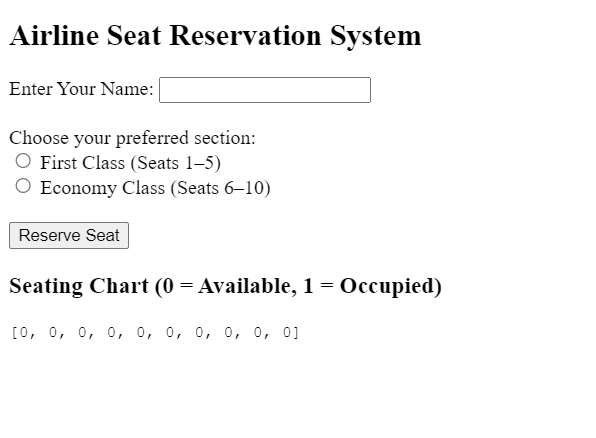 Airline Seat Reservation System
Enter Your Name:
Choose your preferred section:
First Class (Seats 1–5)
Economy Class (Seats 6–10)
Reserve Seat
Seating Chart (0 = Available, 1 = Occupied)
[0, 0, 0, 0, 0, 0, 0, 0, 0, 0]